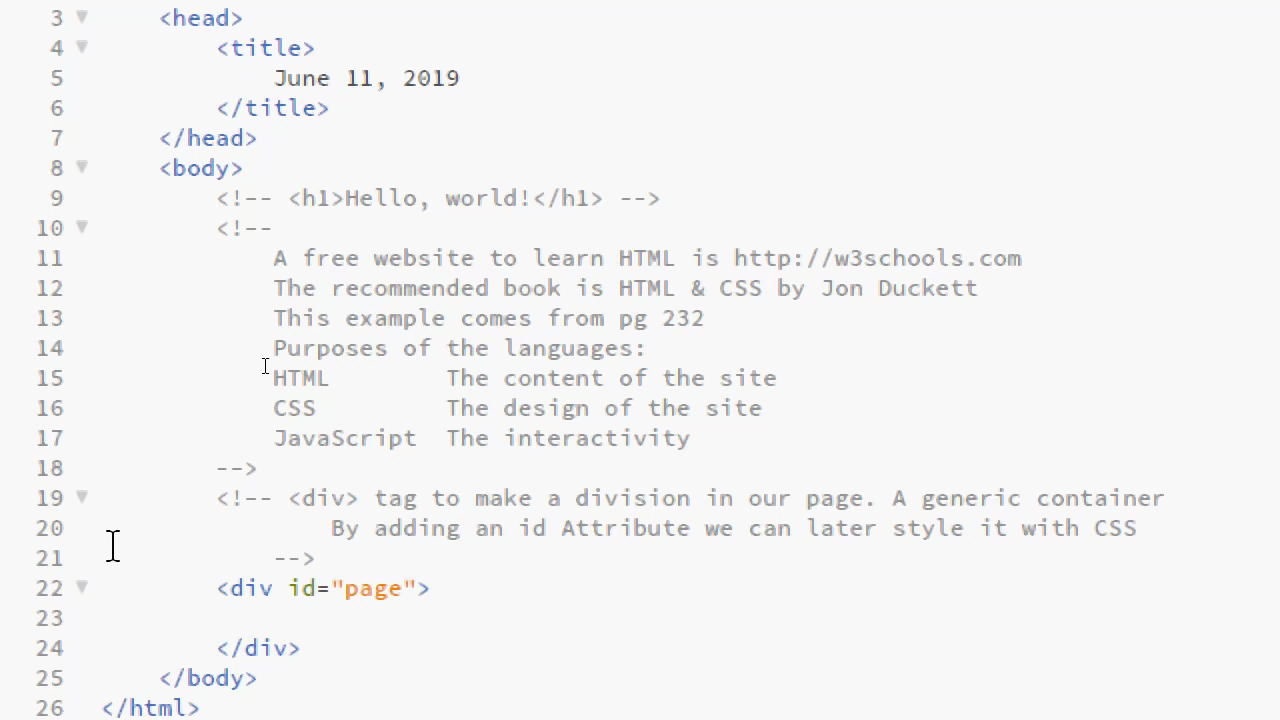 3 <head>
4 <title>
5 June 11, 2019
6 </title>
7 </head>
8 <body>
9 <!-- <h1>Hello, world!</h1> -->
10 <!--
11 A free website to learn HTML is http://w3schools.com
12 The recommended book is HTML & CSS by Jon Duckett
13 This example comes from pg 232
14 Purposes of the languages:
15 HTML The content of the site
16 CSS The design of the site
17 JavaScript The interactivity
18 -->
19 <!-- <div> tag to make a division in our page. A generic container
20 By adding an id Attribute we can later style it with CSS
21 -->
22 <div id="page">
23
24 </div>
25 </body>
26 </html>